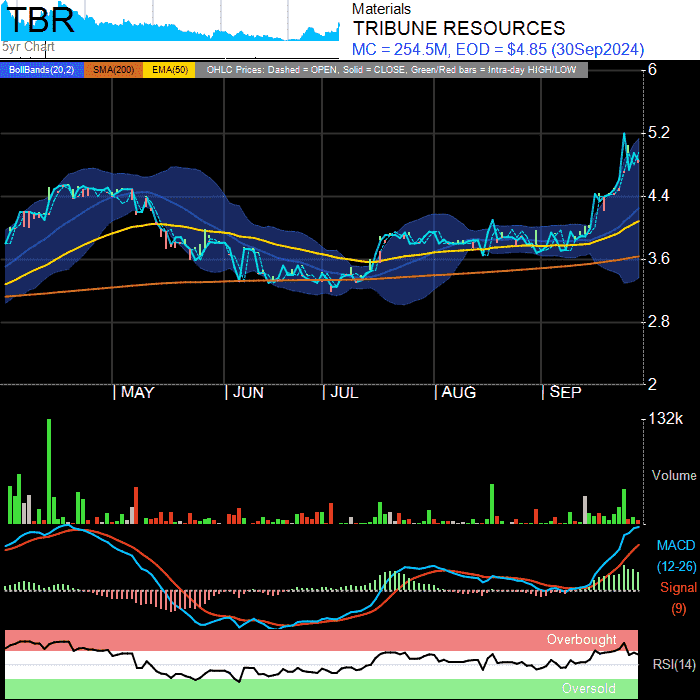 TBR
5yr Chart
Materials
TRIBUNE RESOURCES
MC = 254.5M, EOD = $4.85 (30Sep2024)
BollBands(20,2) SMA(200) EMA(50) OHLC Prices: Dashed = OPEN, Solid = CLOSE, Green/Red bars = Intra-day HIGH/LOW
6
5.2
4.4
3.6
2.8
2
MAY JUN JUL AUG SEP
132k
Volume
MACD
(12-26)
Signal
(9)
Overbought
RSI(14)
Oversold